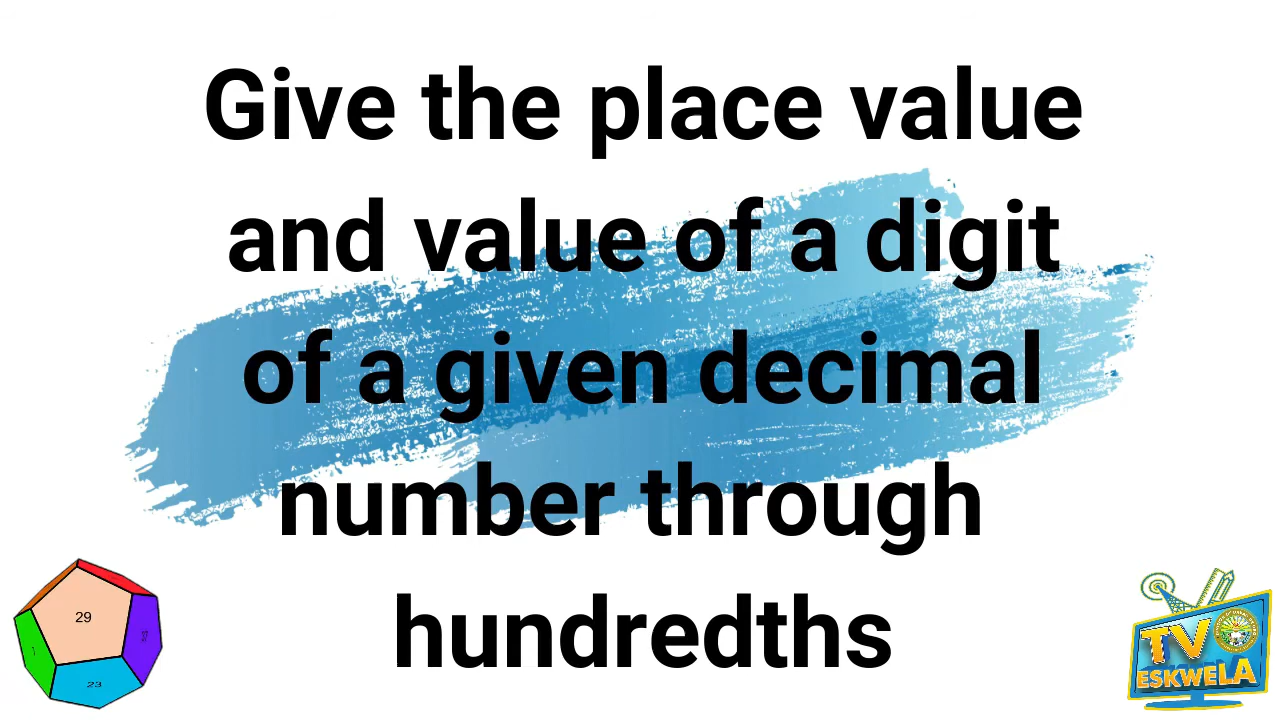 Give the place value
and value of a digit
of a given decimal
number through
hundredths
29
23
TV
ESKWELA